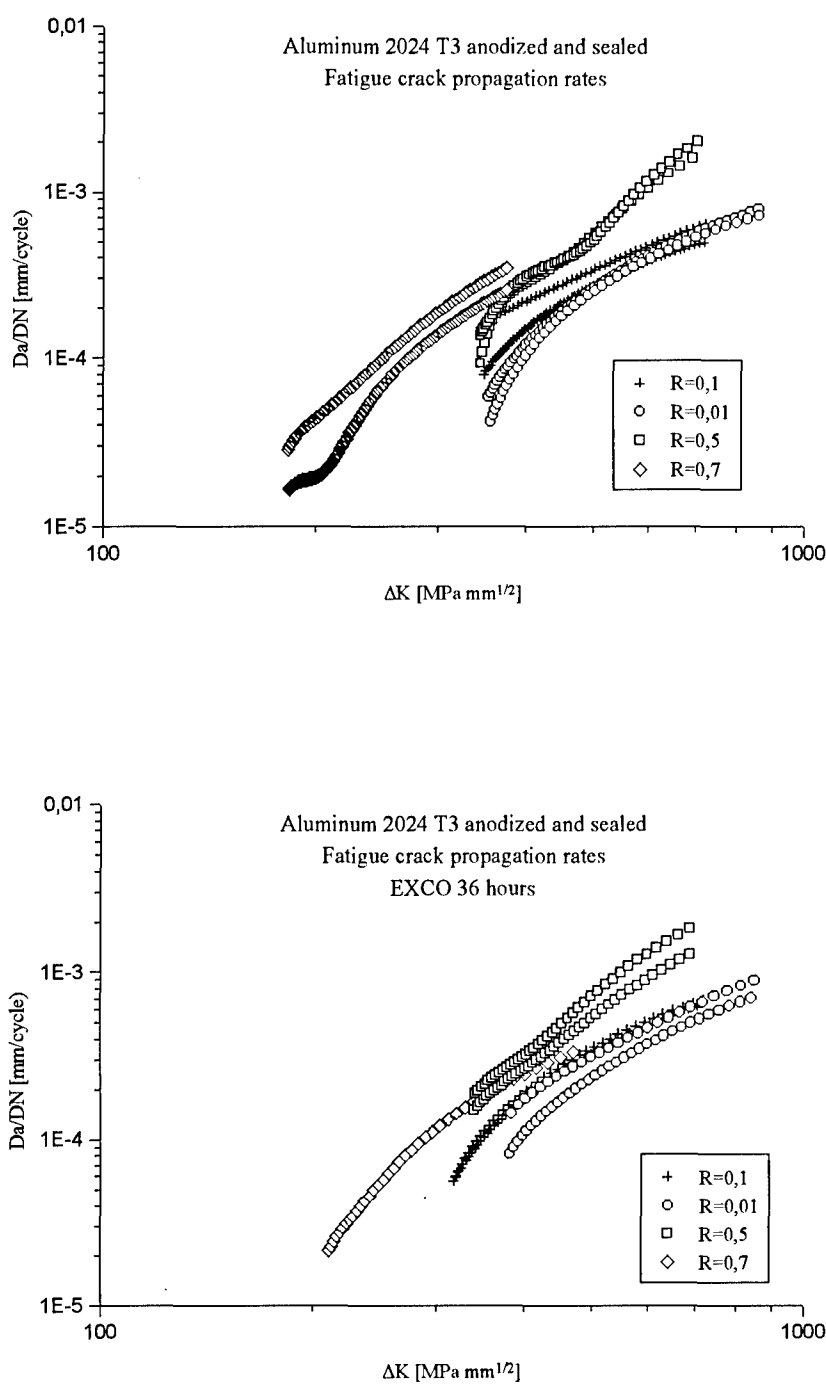 0,01
Aluminum 2024 T3 anodized and sealed
Fatigue crack propagation rates
1E-3
Da/DN [mm/cycle]
1E-4
R=0,1
R=0,01
R=0,5
R=0,7
1E-5
100
1000
ΔK [MPa mm1/2]
0,01
Aluminum 2024 T3 anodized and sealed
Fatigue crack propagation rates
EXCO 36 hours
1E-3
Da/DN [mm/cycle]
1E-4
R=0,1
R=0,01
R=0,5
R=0,7
1E-5
100
1000
ΔK [MPa mm1/2]